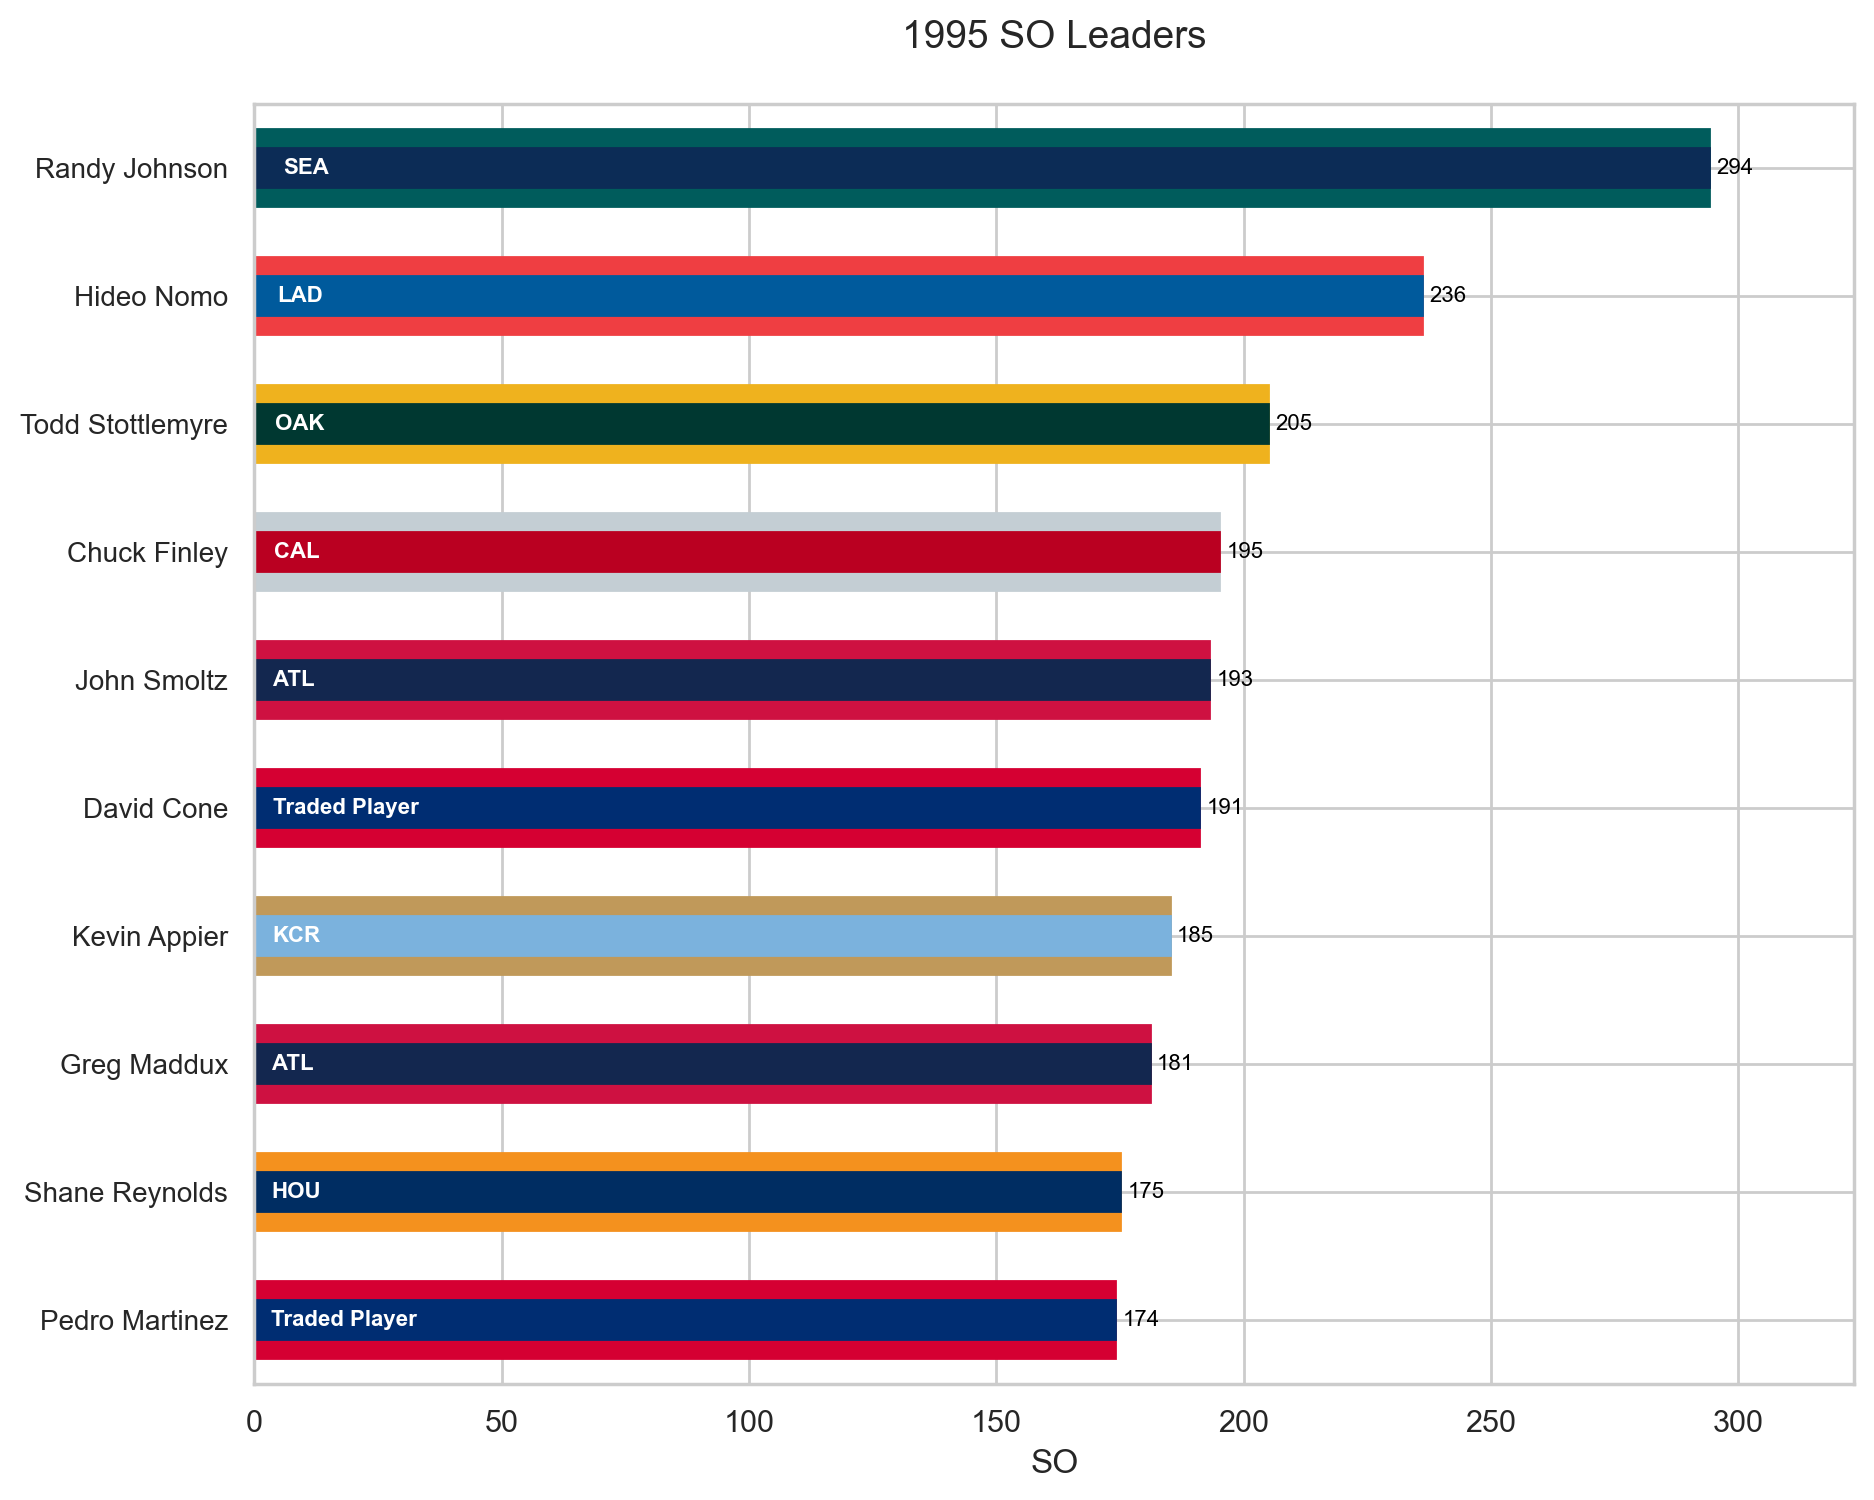 1995 SO Leaders
Randy Johnson SEA 294
Hideo Nomo LAD 236
Todd Stottlemyre OAK 205
Chuck Finley CAL 195
John Smoltz ATL 193
David Cone Traded Player 191
Kevin Appier KCR 185
Greg Maddux ATL 181
Shane Reynolds HOU 175
Pedro Martinez Traded Player 174
0 50 100 150 200 250 300
SO